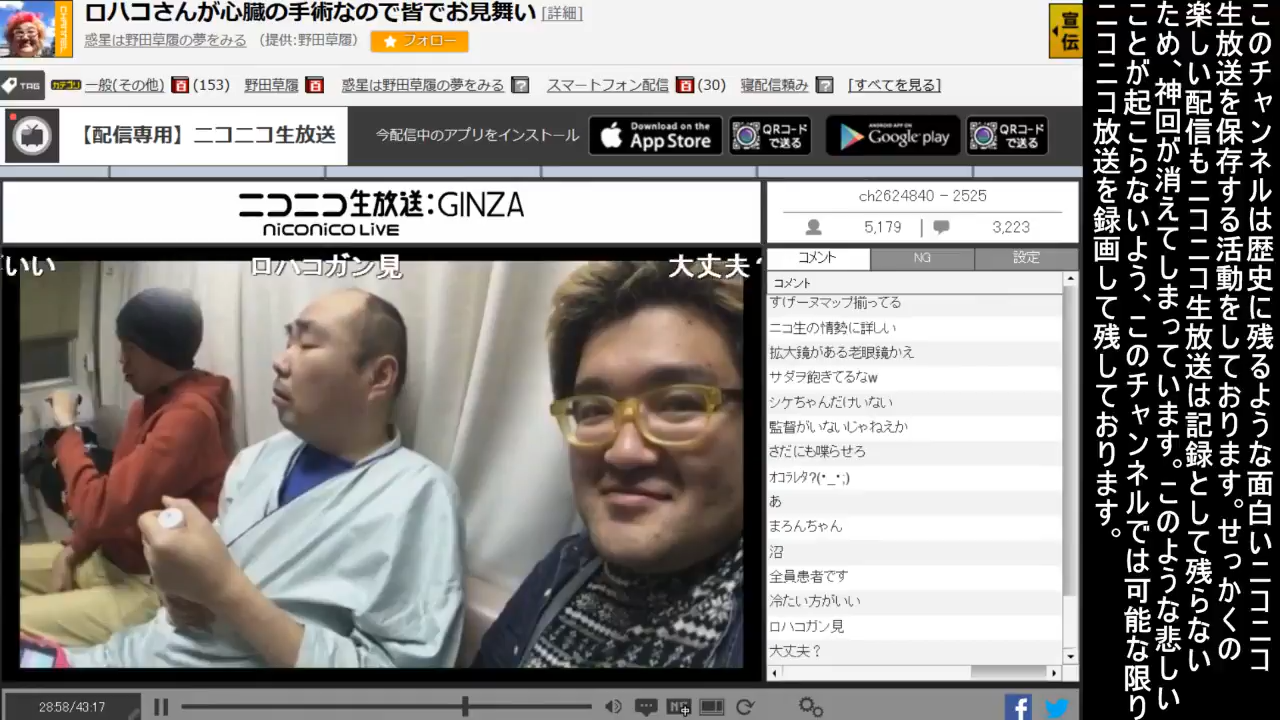 ロハコさんが心臓の手術なので皆でお見舞い [詳細]
惑星は野田草履の夢をみる (提供:野田草履) ★ フォロー
CHANNEL
宣伝
TAG カテゴリ 一般(その他) (153) 野田草履 惑星は野田草履の夢をみる ? スマートフォン配信 (30) 寝配信頼み ? [すべてを見る]
【配信専用】ニコニコ生放送
今配信中のアプリをインストール
Download on the App Store
QRコードで送る
ANDROID APP ON Google play
QRコードで送る
ニコニコ生放送:GINZA
niconico LIVE
ch2624840 - 2525
5,179 | 3,223
コメント NG 設定
コメント
すげーヌマップ揃ってる
ニコ生の情勢に詳しい
拡大鏡がある老眼鏡かえ
サダヲ飽ぎてるなw
シケちゃんだけいない
監督がいないじゃねえか
さだにも喋らせろ
オコラレタ?(•_•;)
あ
まろんちゃん
沼
全員患者です
冷たい方がいい
ロハコガン見
大丈夫?
いい
ロハコガン見
大丈夫?
28:58/43:17
このチャンネルは歴史に残るような面白いニコニコ
生放送を保存する活動をしております。せっかくの
楽しい配信もニコニコ生放送は記録として残らない
ため、神回が消えてしまっています。このような悲しい
ことが起こらないよう、このチャンネルでは可能な限り
ニコニコ放送を録画して残しております。